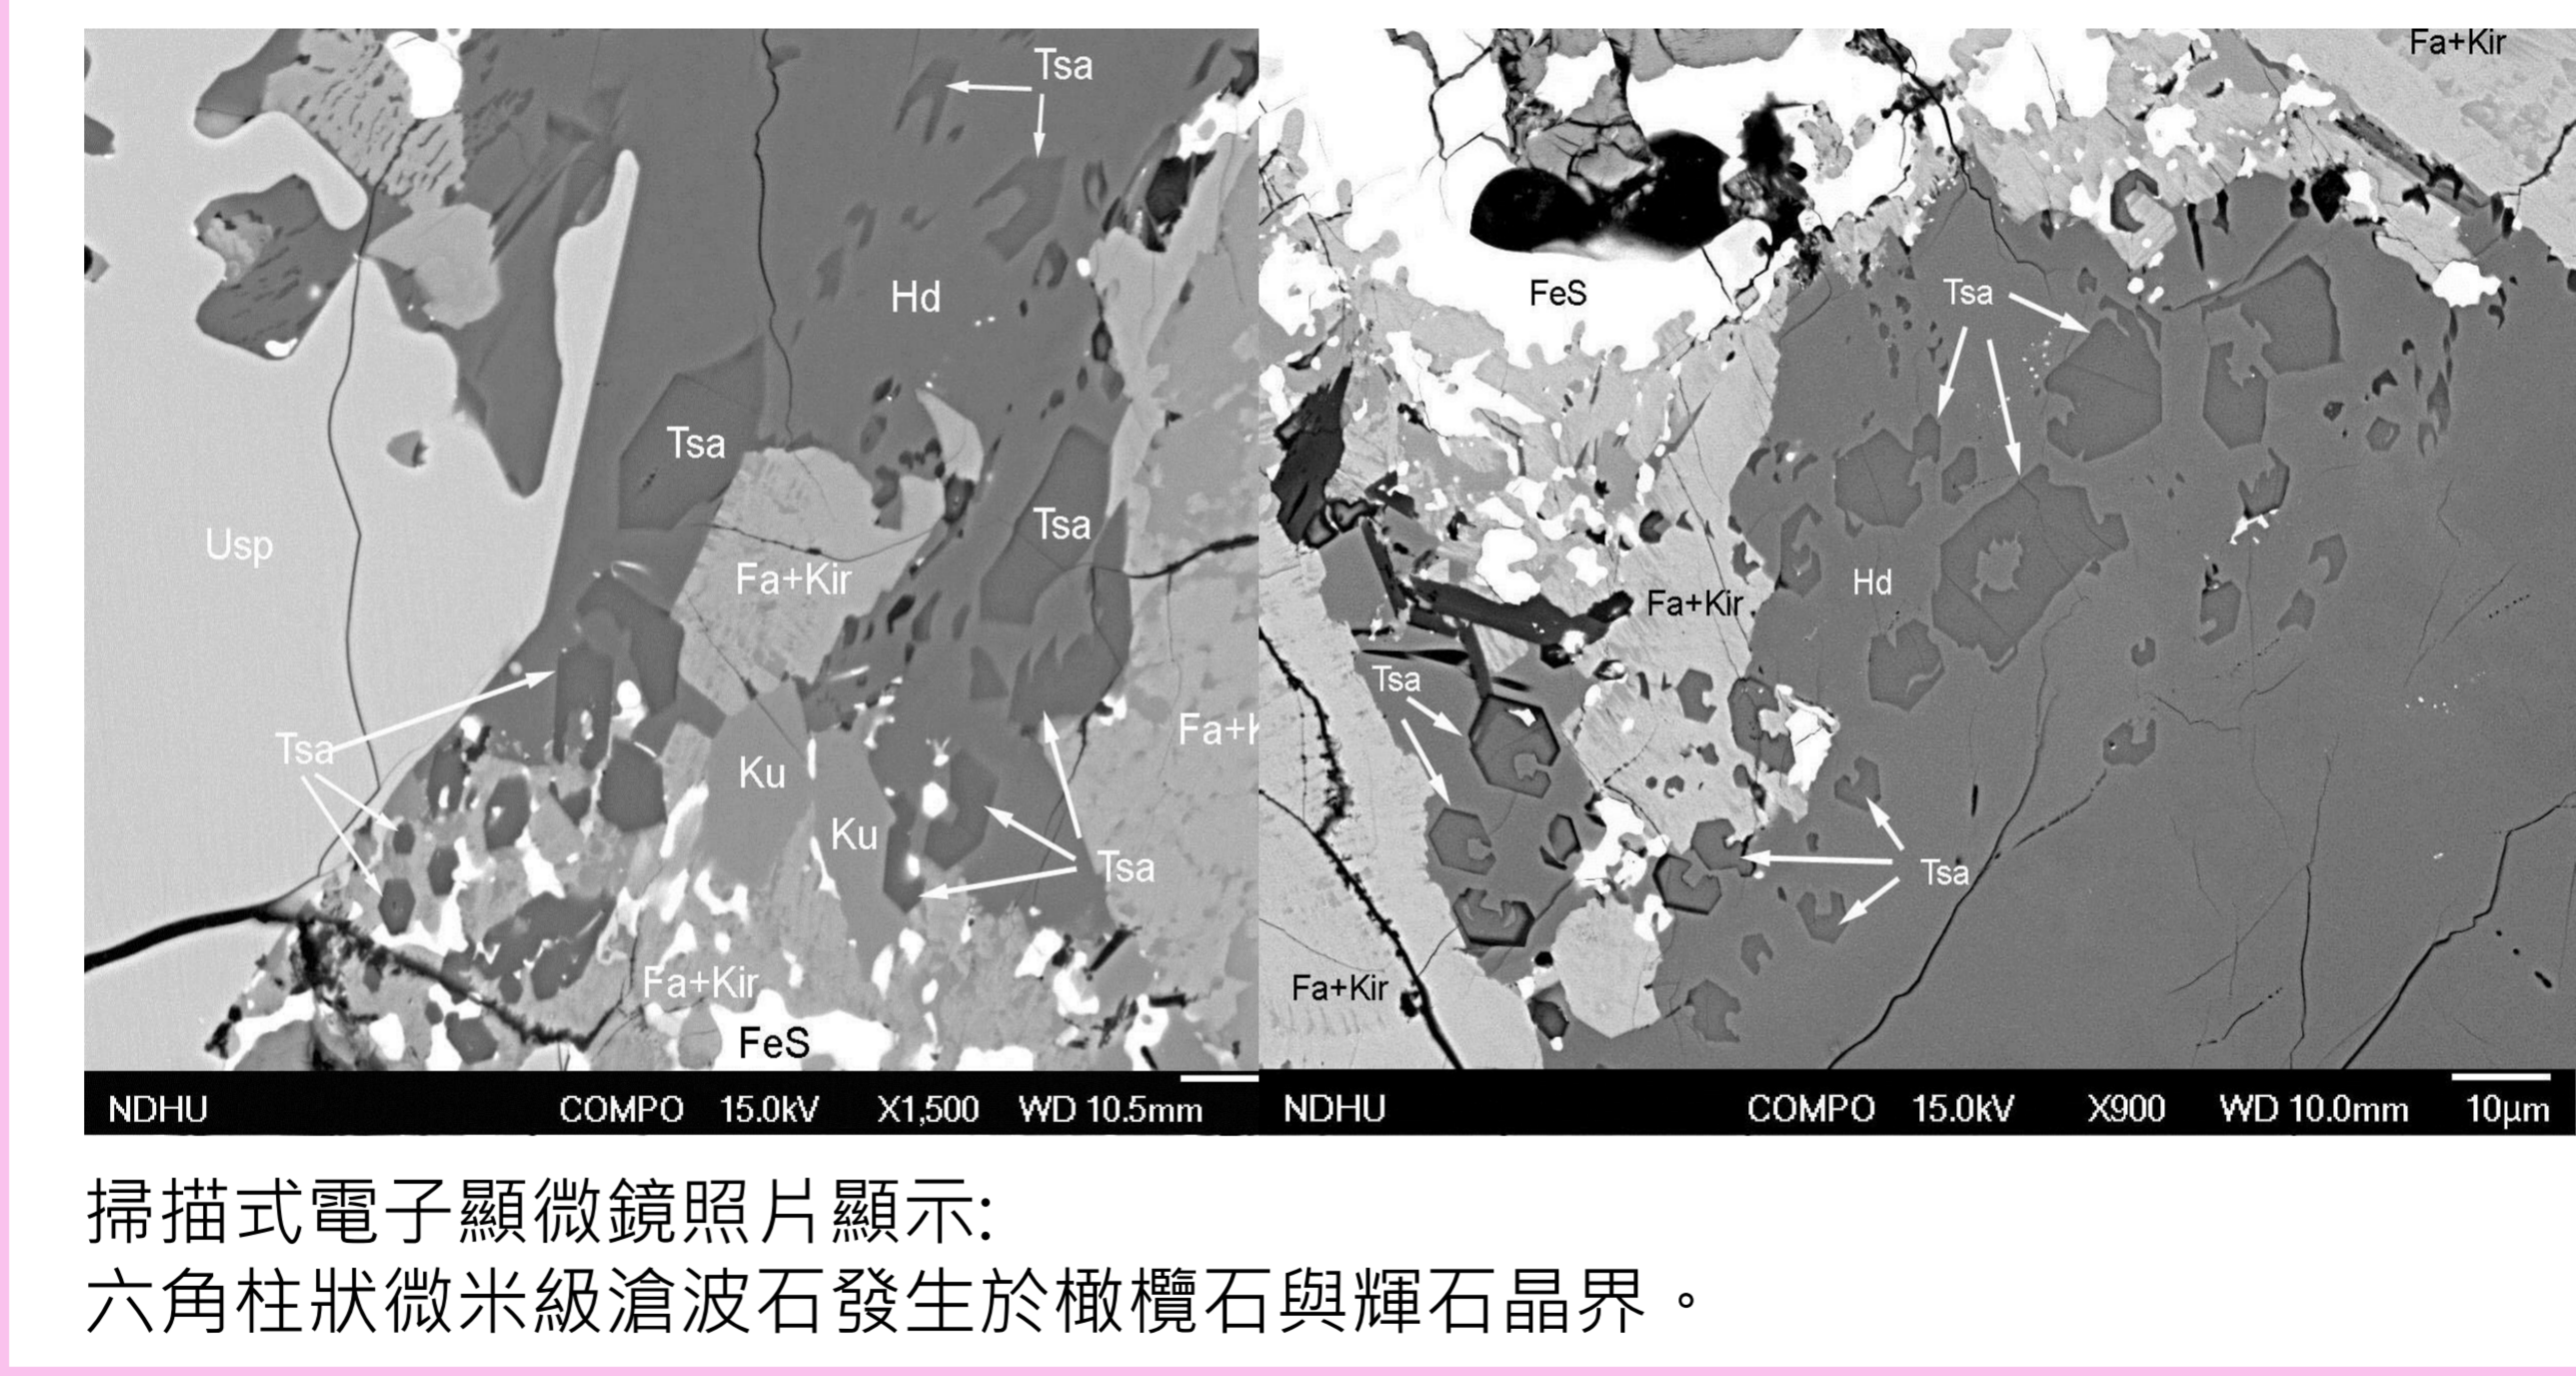 Tsa
Hd
Tsa
Tsa
Usp
Fa+Kir
Fa+K
Tsa
Ku
Ku
Tsa
Fa+Kir
FeS
NDHU COMPO 15.0kV X1,500 WD 10.5mm
Fa+Kir
FeS
Tsa
Hd
Fa+Kir
Tsa
Tsa
Fa+Kir
NDHU COMPO 15.0kV X900 WD 10.0mm 10µm
掃描式電子顯微鏡照片顯示:
六角柱狀微米級滄波石發生於橄欖石與輝石晶界。